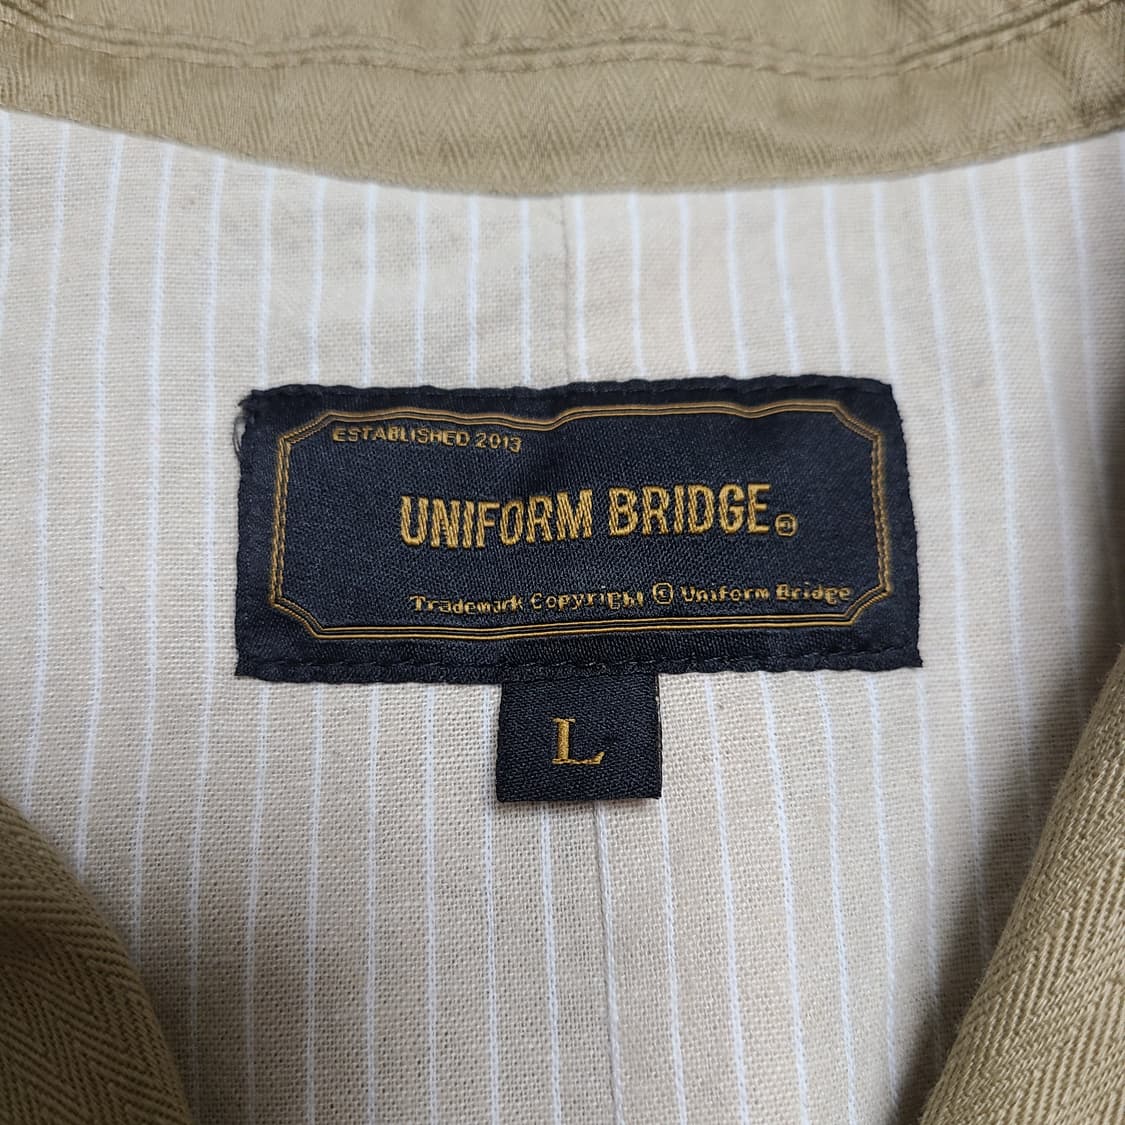 ESTABLISHED 2013
UNIFORM BRIDGE®
Trademark Copyright © Uniform Bridge
L